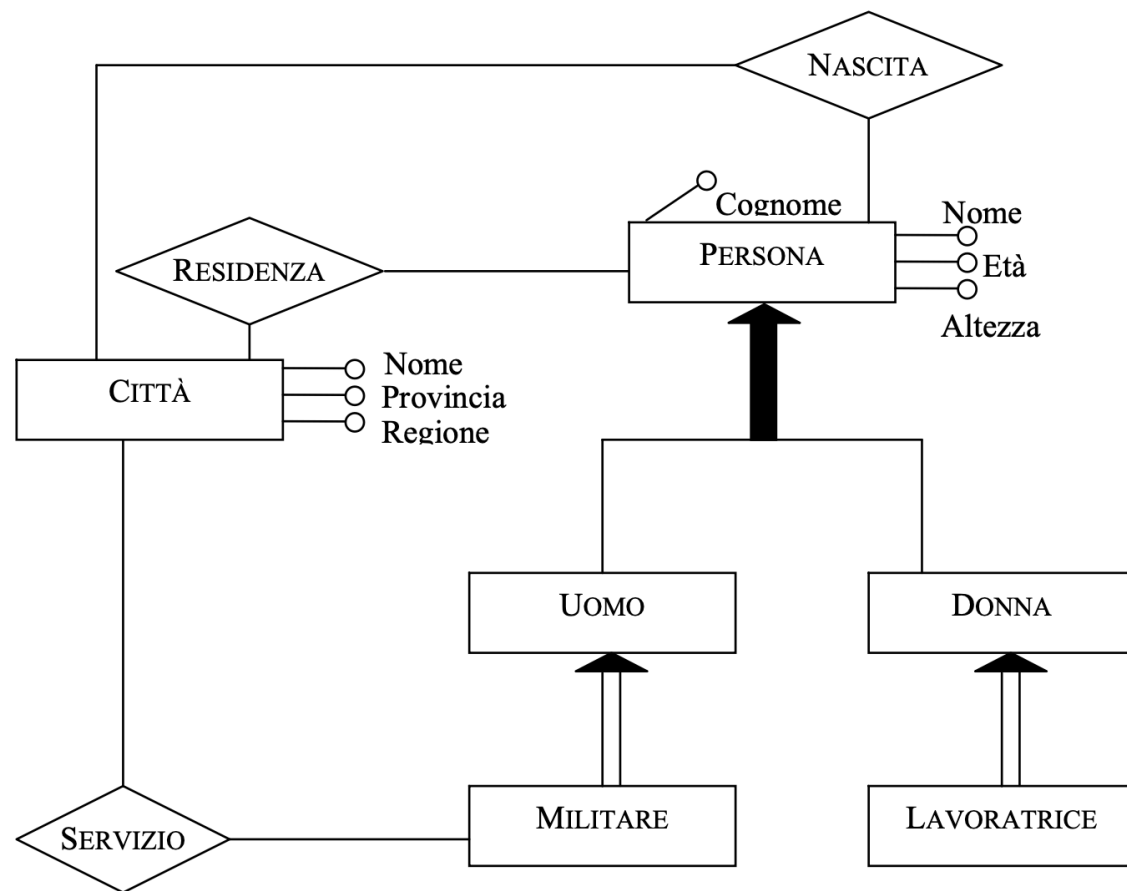 NASCITA
Cognome
Nome
PERSONA
Età
Altezza
RESIDENZA
CITTÀ
Nome
Provincia
Regione
UOMO
DONNA
MILITARE
LAVORATRICE
SERVIZIO